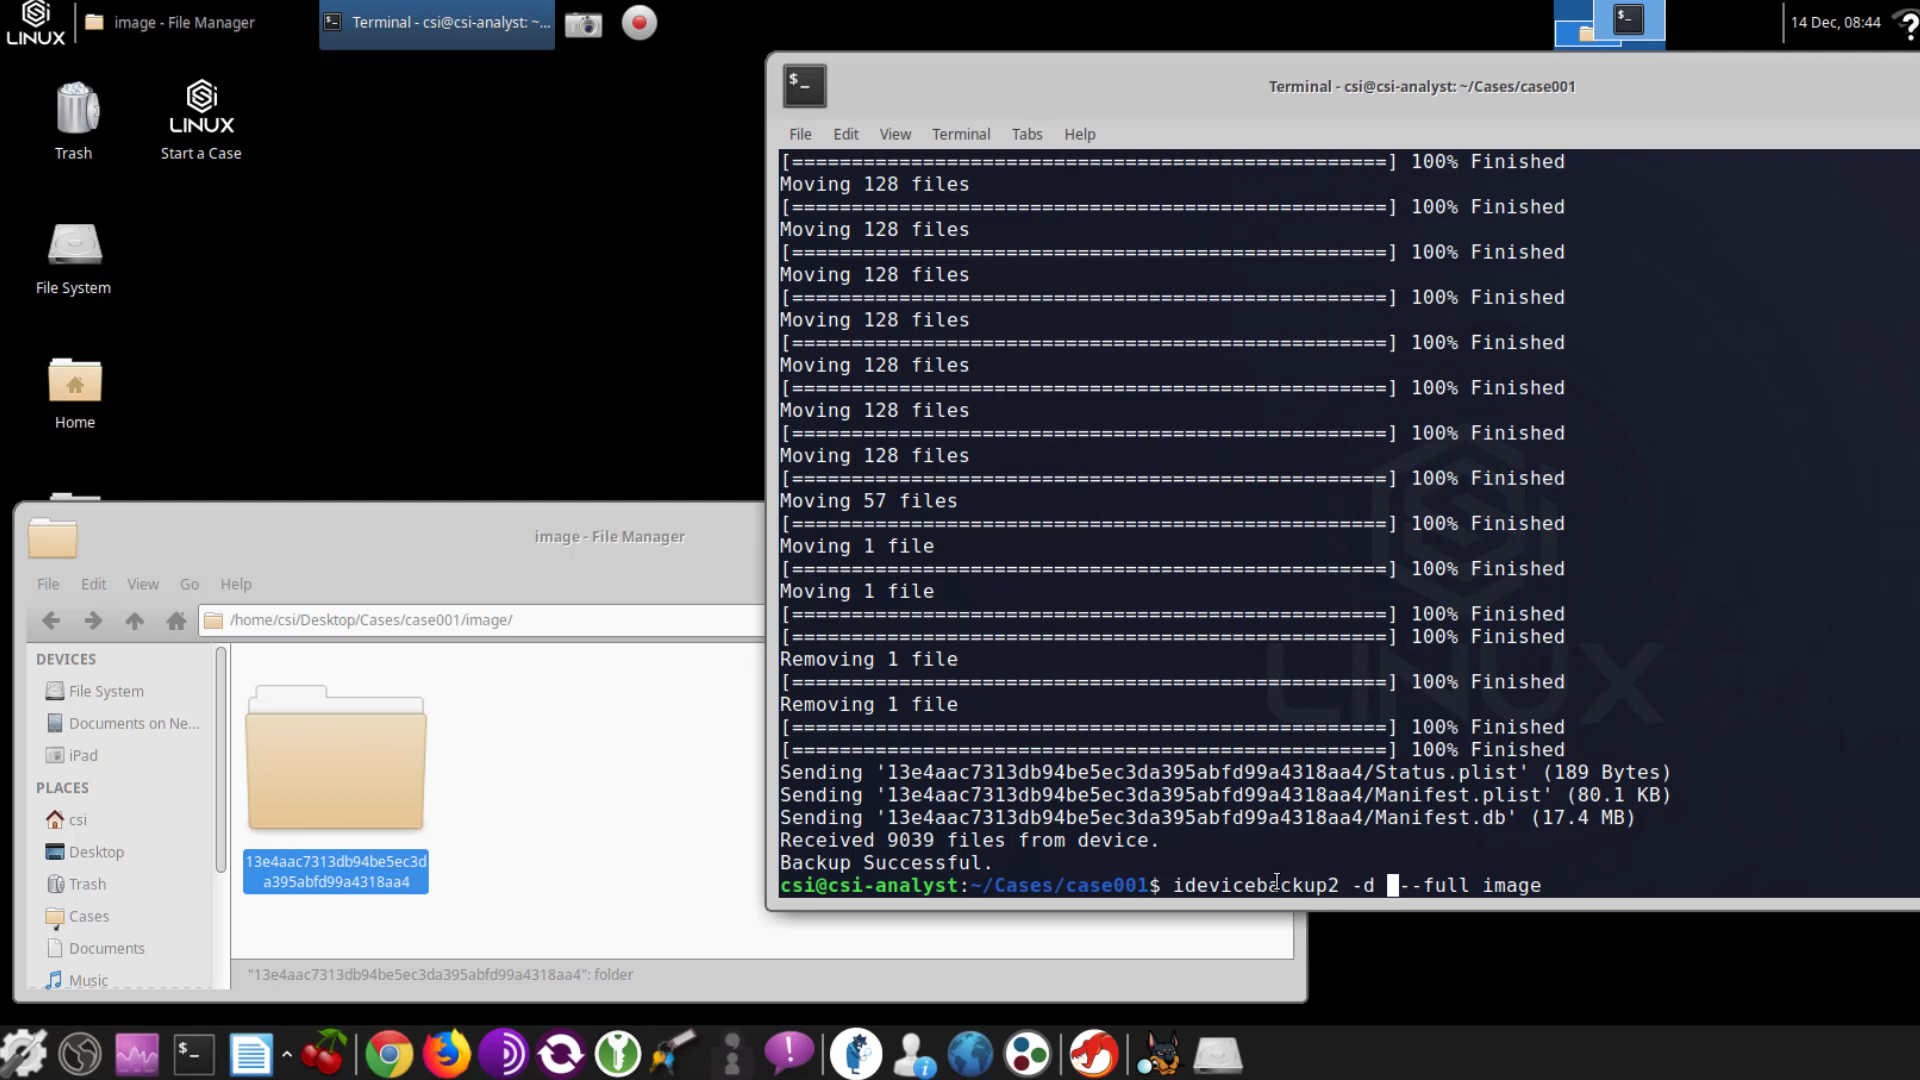 LINUX
image - File Manager
Terminal - csi@csi-analyst: ~...
14 Dec, 08:44
Trash
LINUX
Start a Case
File System
Home
Terminal - csi@csi-analyst: ~/Cases/case001
File Edit View Terminal Tabs Help
[==================================================] 100% Finished
Moving 128 files
[==================================================] 100% Finished
Moving 128 files
[==================================================] 100% Finished
Moving 128 files
[==================================================] 100% Finished
Moving 128 files
[==================================================] 100% Finished
Moving 128 files
[==================================================] 100% Finished
Moving 128 files
[==================================================] 100% Finished
Moving 128 files
[==================================================] 100% Finished
Moving 57 files
[==================================================] 100% Finished
Moving 1 file
[==================================================] 100% Finished
Moving 1 file
[==================================================] 100% Finished
[==================================================] 100% Finished
Removing 1 file
[==================================================] 100% Finished
Removing 1 file
[==================================================] 100% Finished
[==================================================] 100% Finished
Sending '13e4aac7313db94be5ec3da395abfd99a4318aa4/Status.plist' (189 Bytes)
Sending '13e4aac7313db94be5ec3da395abfd99a4318aa4/Manifest.plist' (80.1 KB)
Sending '13e4aac7313db94be5ec3da395abfd99a4318aa4/Manifest.db' (17.4 MB)
Received 9039 files from device.
Backup Successful.
csi@csi-analyst:~/Cases/case001$ idevicebackup2 -d --full image
LINUX
image - File Manager
File Edit View Go Help
/home/csi/Desktop/Cases/case001/image/
DEVICES
File System
Documents on Ne...
iPad
PLACES
csi
Desktop
Trash
Cases
Documents
Music
13e4aac7313db94be5ec3d
a395abfd99a4318aa4
"13e4aac7313db94be5ec3da395abfd99a4318aa4": folder